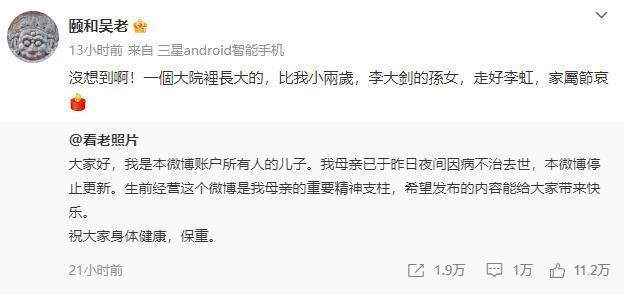 颐和吴老
13小时前 来自 三星android智能手机
沒想到啊！一個大院裡長大的，比我小兩歲，李大釗的孫女，走好李虹，家屬節哀
@看老照片
大家好，我是本微博账户所有人的儿子。我母亲已于昨日夜间因病不治去世，本微博停
止更新。生前经营这个微博是我母亲的重要精神支柱，希望发布的内容能给大家带来快
乐。
祝大家身体健康，保重。
21小时前 1.9万 1万 11.2万